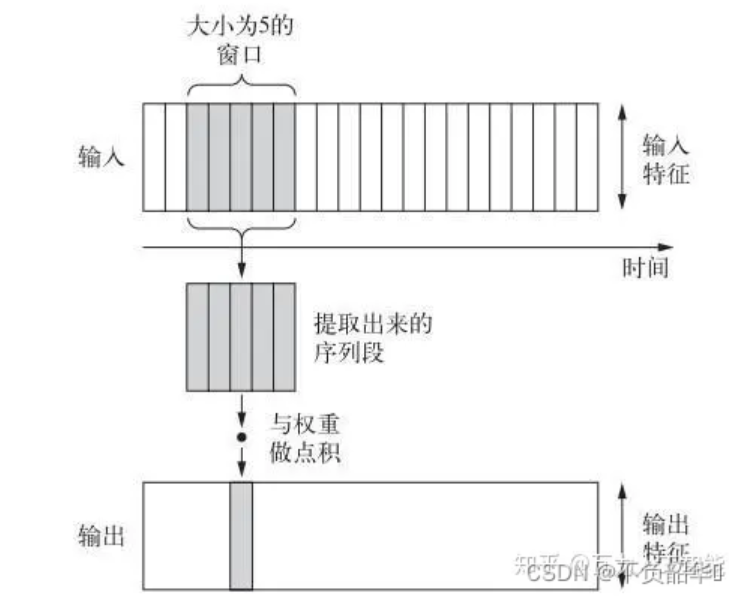 大小为5的
窗口
输入
输入
特征
时间
提取出来的
序列段
与权重
做点积
输出
输出
特征
知乎
CSDN